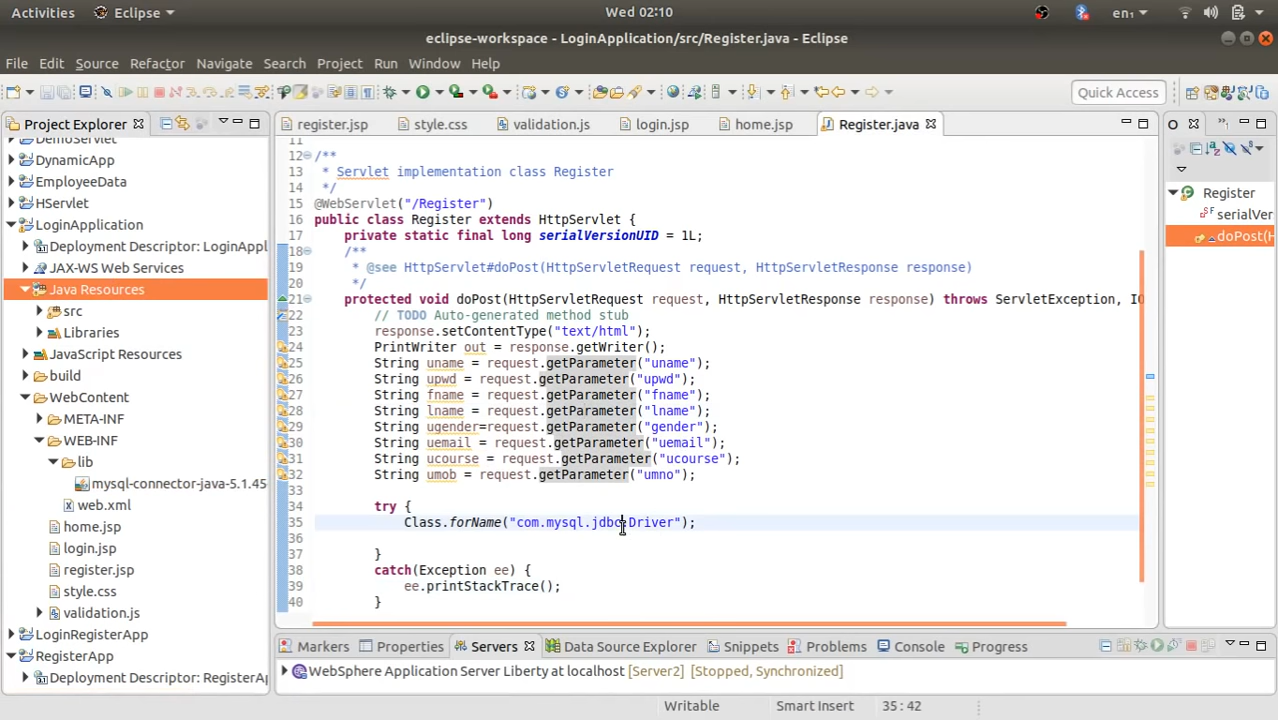 Activities Eclipse Wed 02:10 en₁
eclipse-workspace - LoginApplication/src/Register.java - Eclipse
File Edit Source Refactor Navigate Search Project Run Window Help
Quick Access
Project Explorer
DemoServlet
DynamicApp
EmployeeData
HServlet
LoginApplication
Deployment Descriptor: LoginAppl
JAX-WS Web Services
Java Resources
src
Libraries
JavaScript Resources
build
WebContent
META-INF
WEB-INF
lib
mysql-connector-java-5.1.45
web.xml
home.jsp
login.jsp
register.jsp
style.css
validation.js
LoginRegisterApp
RegisterApp
Deployment Descriptor: RegisterAp
register.jsp style.css validation.js login.jsp home.jsp Register.java
11
12 /**
13 * Servlet implementation class Register
14 */
15 @WebServlet("/Register")
16 public class Register extends HttpServlet {
17 private static final long serialVersionUID = 1L;
18 /**
19 * @see HttpServlet#doPost(HttpServletRequest request, HttpServletResponse response)
20 */
21 protected void doPost(HttpServletRequest request, HttpServletResponse response) throws ServletException, IO
22 // TODO Auto-generated method stub
23 response.setContentType("text/html");
24 PrintWriter out = response.getWriter();
25 String uname = request.getParameter("uname");
26 String upwd = request.getParameter("upwd");
27 String fname = request.getParameter("fname");
28 String lname = request.getParameter("lname");
29 String ugender=request.getParameter("gender");
30 String uemail = request.getParameter("uemail");
31 String ucourse = request.getParameter("ucourse");
32 String umob = request.getParameter("umno");
33
34 try {
35 Class.forName("com.mysql.jdbc.Driver");
36
37 }
38 catch(Exception ee) {
39 ee.printStackTrace();
40 }
O
Register
serialVer
doPost(H
Markers Properties Servers Data Source Explorer Snippets Problems Console Progress
WebSphere Application Server Liberty at localhost [Server2] [Stopped, Synchronized]
Writable Smart Insert 35 : 42